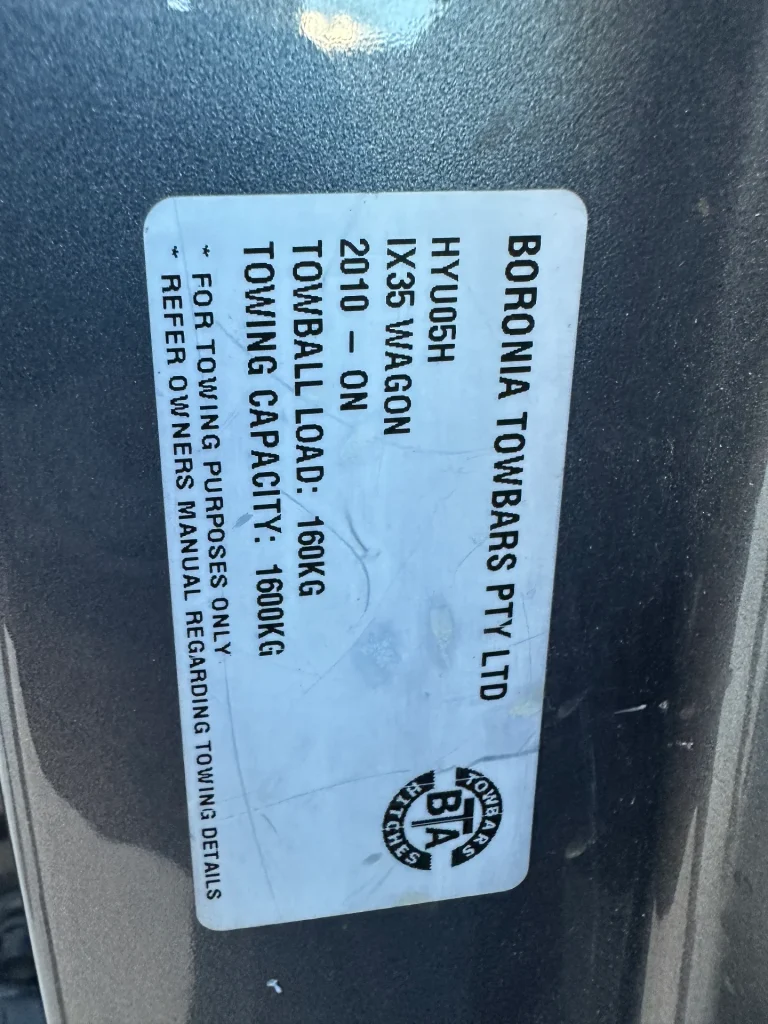 BORONIA TOWBARS PTY LTD
HYU05H
IX35 WAGON
2010 – ON
TOWBALL LOAD: 160KG
TOWING CAPACITY: 1600KG
* FOR TOWING PURPOSES ONLY
* REFER OWNERS MANUAL REGARDING TOWING DETAILS
TOWBARS
BTA
HITCHES